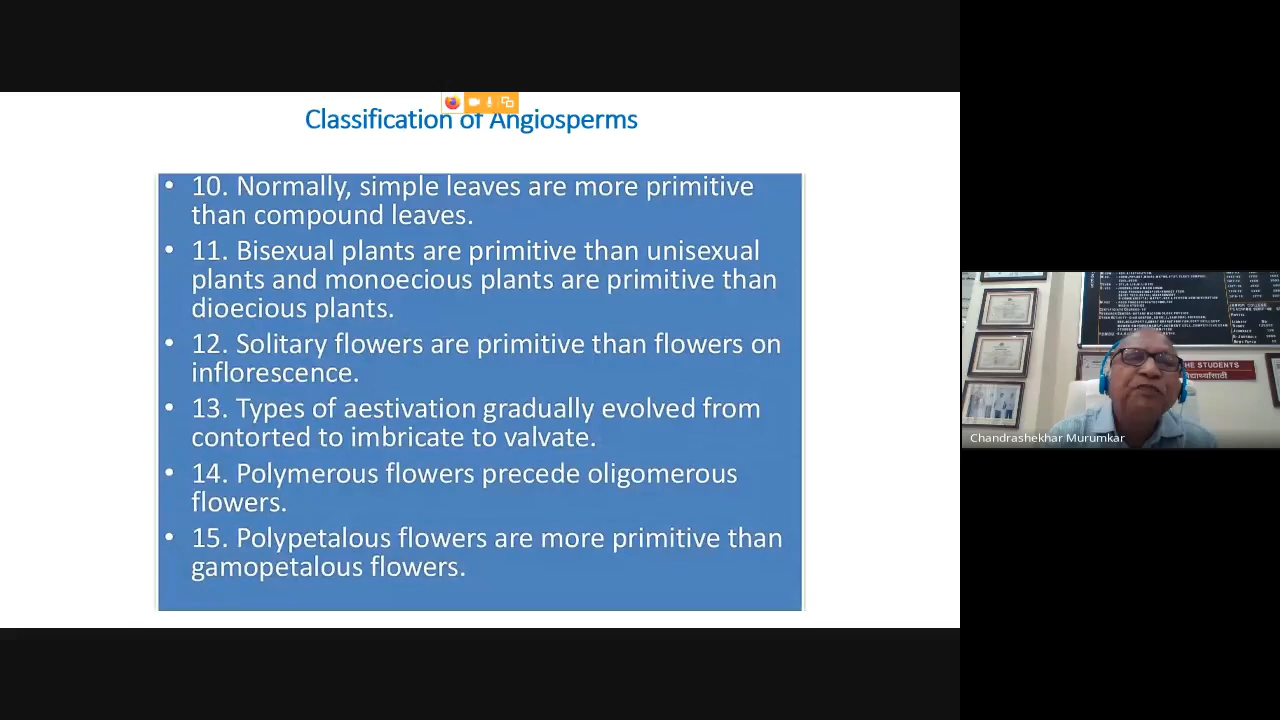 Classification of Angiosperms
• 10. Normally, simple leaves are more primitive
than compound leaves.
• 11. Bisexual plants are primitive than unisexual
plants and monoecious plants are primitive than
dioecious plants.
• 12. Solitary flowers are primitive than flowers on
inflorescence.
• 13. Types of aestivation gradually evolved from
contorted to imbricate to valvate.
• 14. Polymerous flowers precede oligomerous
flowers.
• 15. Polypetalous flowers are more primitive than
gamopetalous flowers.
HE STUDENTS
विद्यार्थ्यांसाठी
Chandrashekhar Murumkar